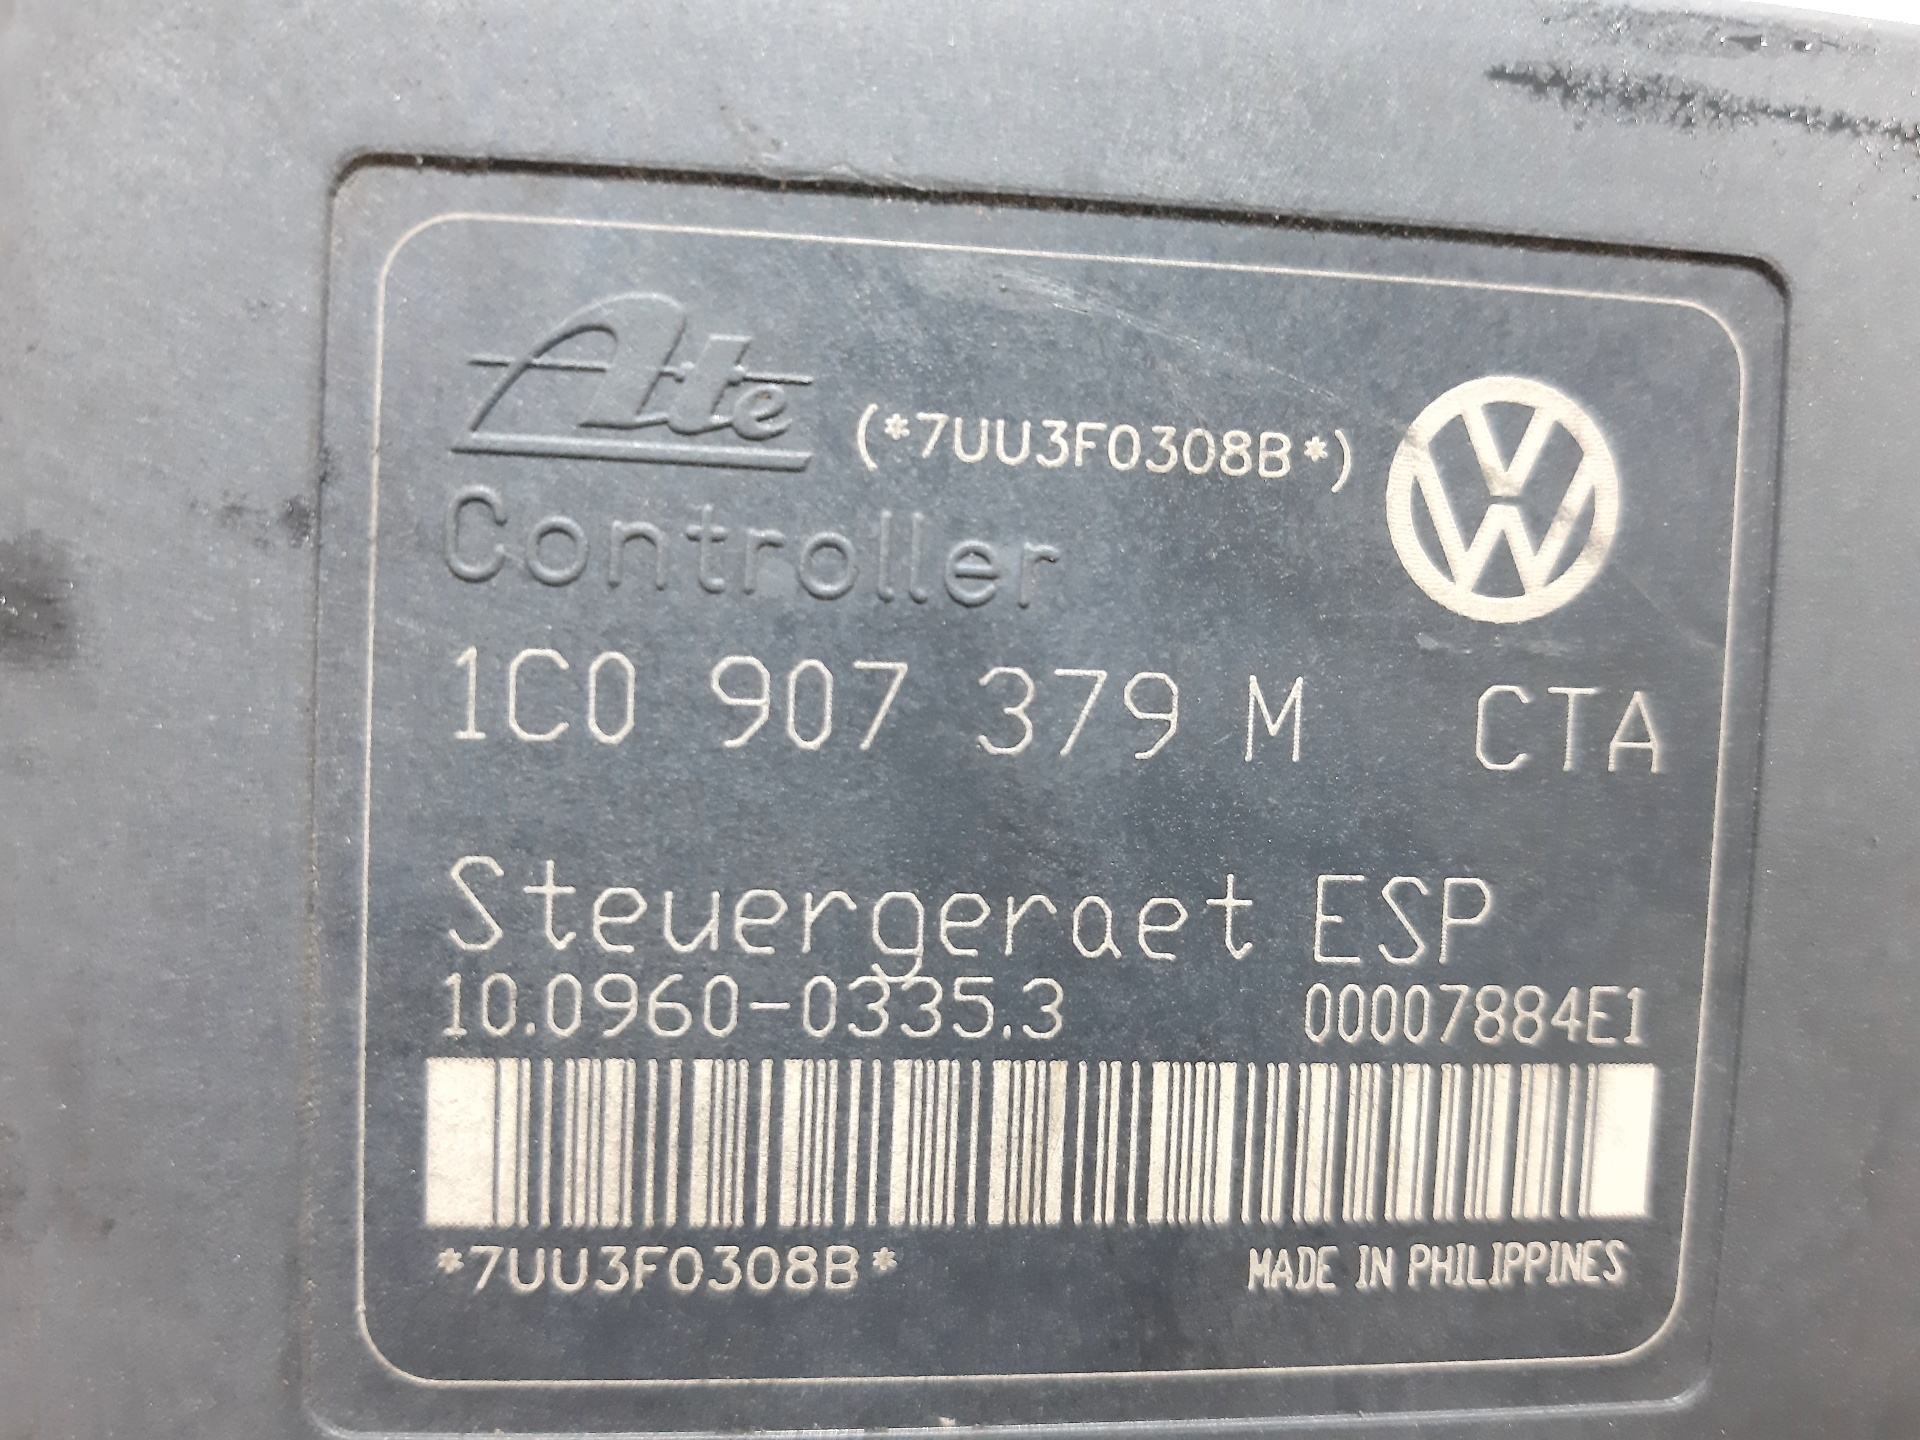 Ate (*7UU3F0308B*)
Controller
1C0 907 379 M CTA
Steuergeraet ESP
10.0960-0335.3 00007884E1
*7UU3F0308B* MADE IN PHILIPPINES